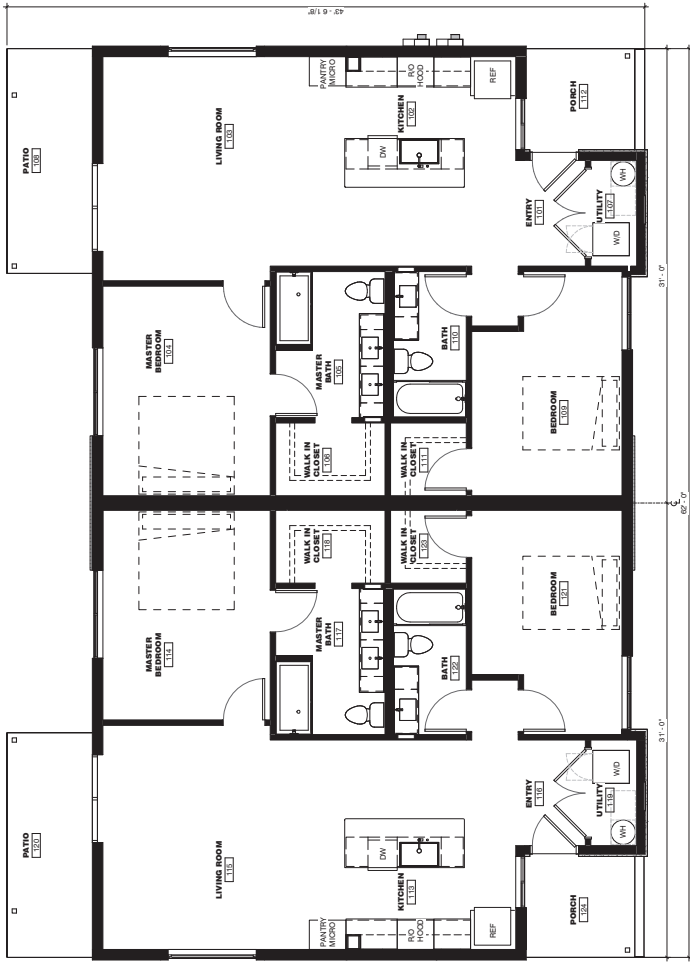 43' - 6 1/8"
PATIO
108
LIVING ROOM
103
PANTRY
MICRO
R/O
HOOD
REF
KITCHEN
102
DW
PORCH
112
ENTRY
101
UTILITY
107
WH
W/D
31' - 0"
MASTER
BEDROOM
104
MASTER
BATH
105
BATH
110
BEDROOM
109
WALK IN
CLOSET
106
WALK IN
CLOSET
111
62' - 0"
WALK IN
CLOSET
118
WALK IN
CLOSET
123
MASTER
BEDROOM
114
MASTER
BATH
117
BATH
122
BEDROOM
121
31' - 0"
PATIO
120
LIVING ROOM
115
KITCHEN
113
DW
ENTRY
116
UTILITY
119
W/D
WH
PANTRY
MICRO
R/O
HOOD
REF
PORCH
124